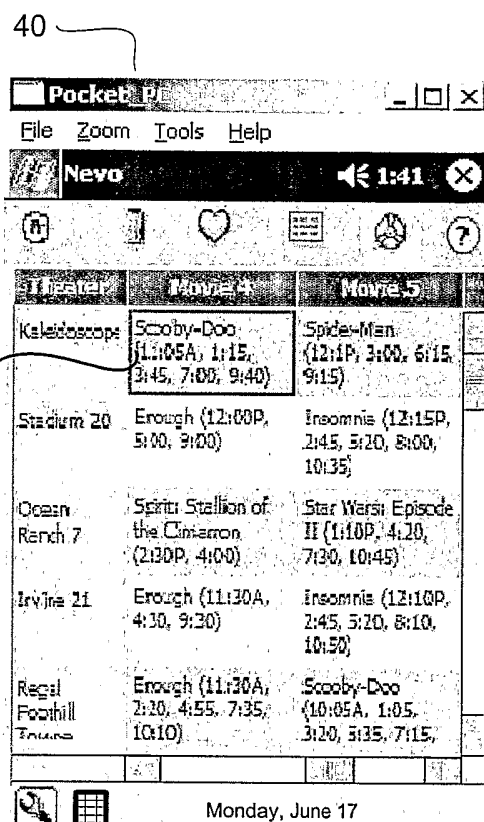 40
Pocket_P
File Zoom Tools Help
Nevo 1:41
Theater Movie 4 Movie 5
Kaleidoscope Scooby-Doo Spider-Man
(11:05A, 1:15, (12:1P, 3:00, 6:15,
3:45, 7:00, 9:40) 9:15)
Stadium 20 Enough (12:00P, Insomnia (12:15P,
5:00, 9:00) 2:45, 5:20, 8:00,
10:35)
Ocean Spirit: Stallion of Star Wars: Episode
Ranch 7 the Cimarron II (1:10P, 4:20,
(2:30P, 4:00) 7:30, 10:45)
Irvine 21 Enough (11:30A, Insomnia (12:10P,
4:30, 9:30) 2:45, 5:20, 8:10,
10:50)
Regal Enough (11:30A, Scooby-Doo
Foothill 2:20, 4:55, 7:35, (10:05A, 1:05,
10:10) 3:20, 5:35, 7:15,
Monday, June 17